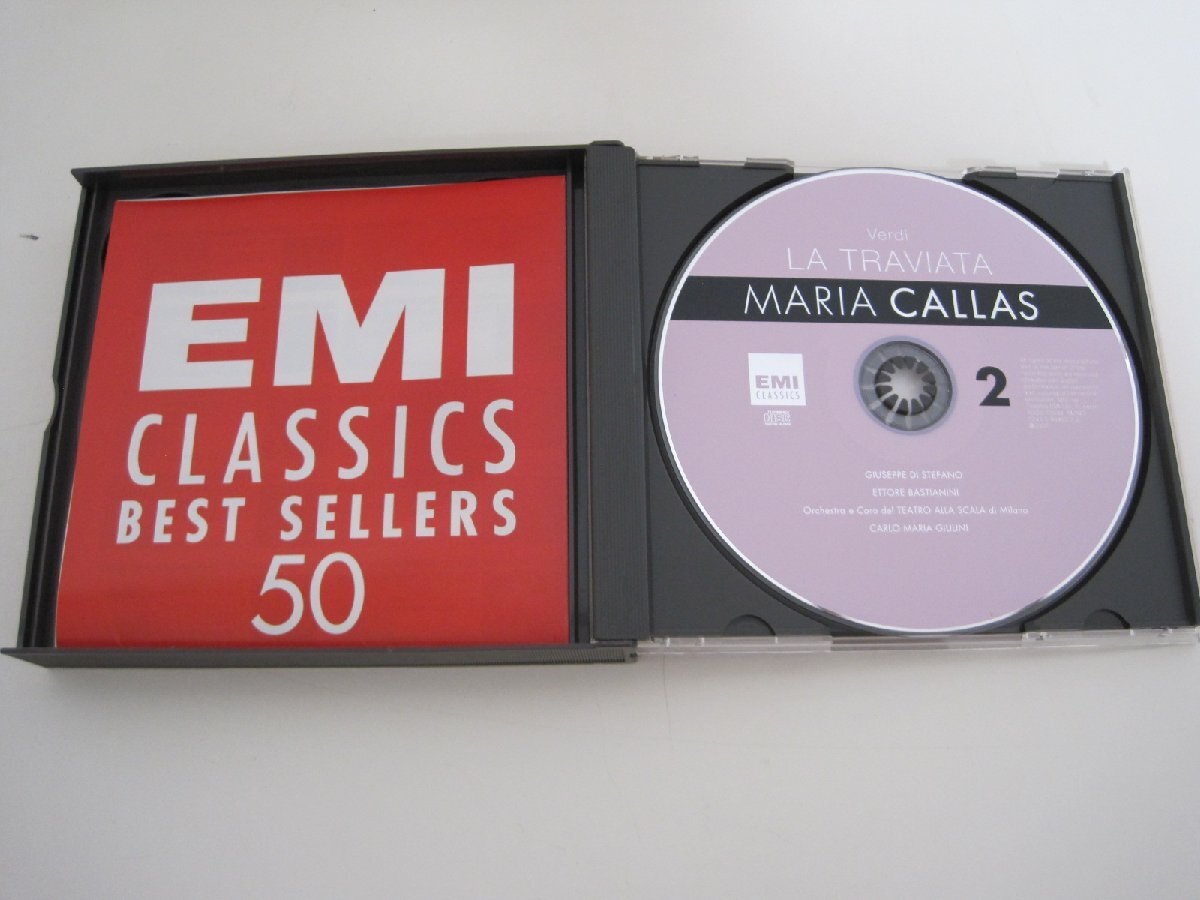 EMI
CLASSICS
BEST SELLERS
50
Verdi
LA TRAVIATA
MARIA CALLAS
EMI
CLASSICS
2
GIUSEPPE DI STEFANO
ETTORE BASTIANINI
Orchestra e Coro del TEATRO ALLA SCALA di Milano
CARLO MARIA GIULINI